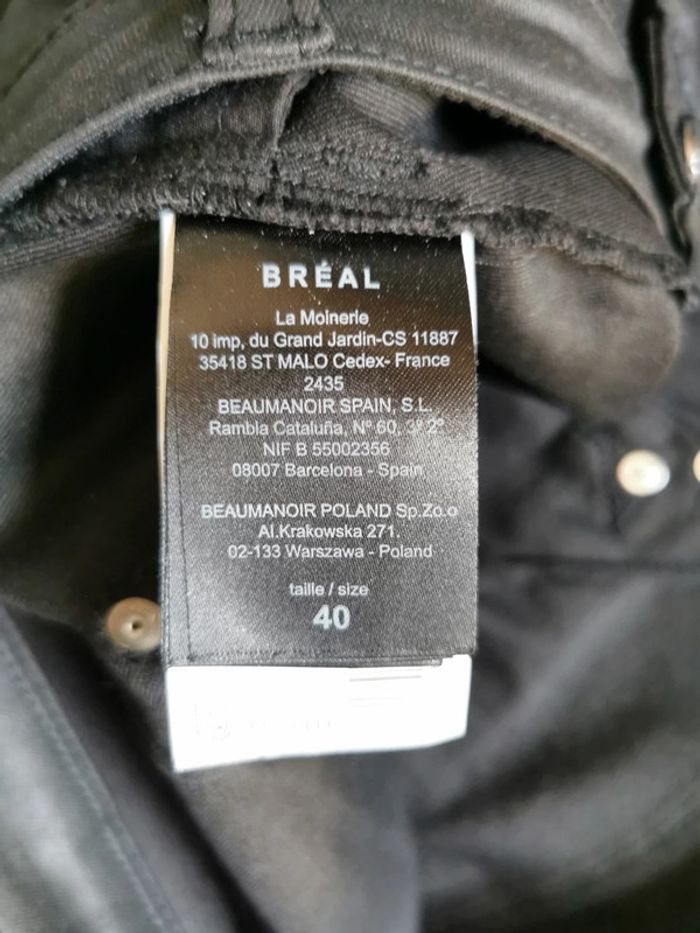 BRÉAL
La Moinerie
10 imp, du Grand Jardin-CS 11887
35418 ST MALO Cedex- France
2435
BEAUMANOIR SPAIN, S.L.
Rambla Cataluña, Nº 60, 3º 2º
NIF B 55002356
08007 Barcelona - Spain
BEAUMANOIR POLAND Sp.Zo.o
Al.Krakowska 271.
02-133 Warszawa - Poland
taille / size
40